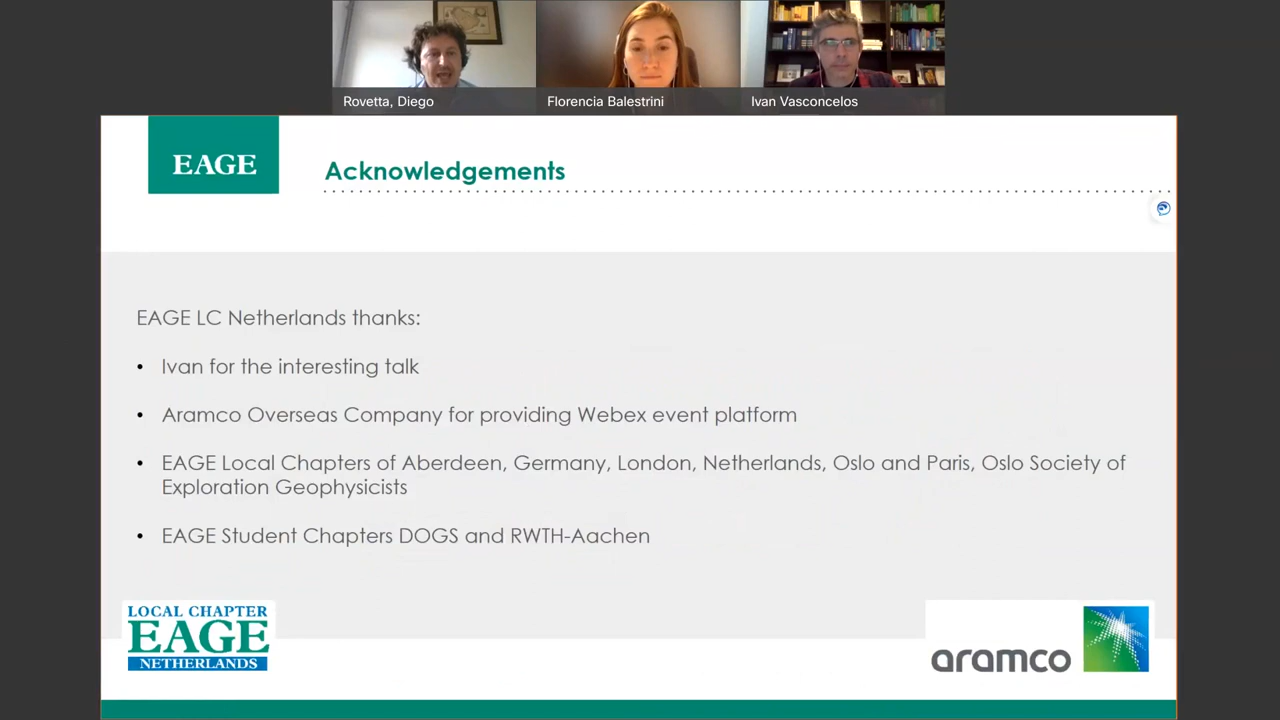 Rovetta, Diego
Florencia Balestrini
Ivan Vasconcelos
EAGE
Acknowledgements
EAGE LC Netherlands thanks:
• Ivan for the interesting talk
• Aramco Overseas Company for providing Webex event platform
• EAGE Local Chapters of Aberdeen, Germany, London, Netherlands, Oslo and Paris, Oslo Society of
Exploration Geophysicists
• EAGE Student Chapters DOGS and RWTH-Aachen
LOCAL CHAPTER
EAGE
NETHERLANDS
aramco